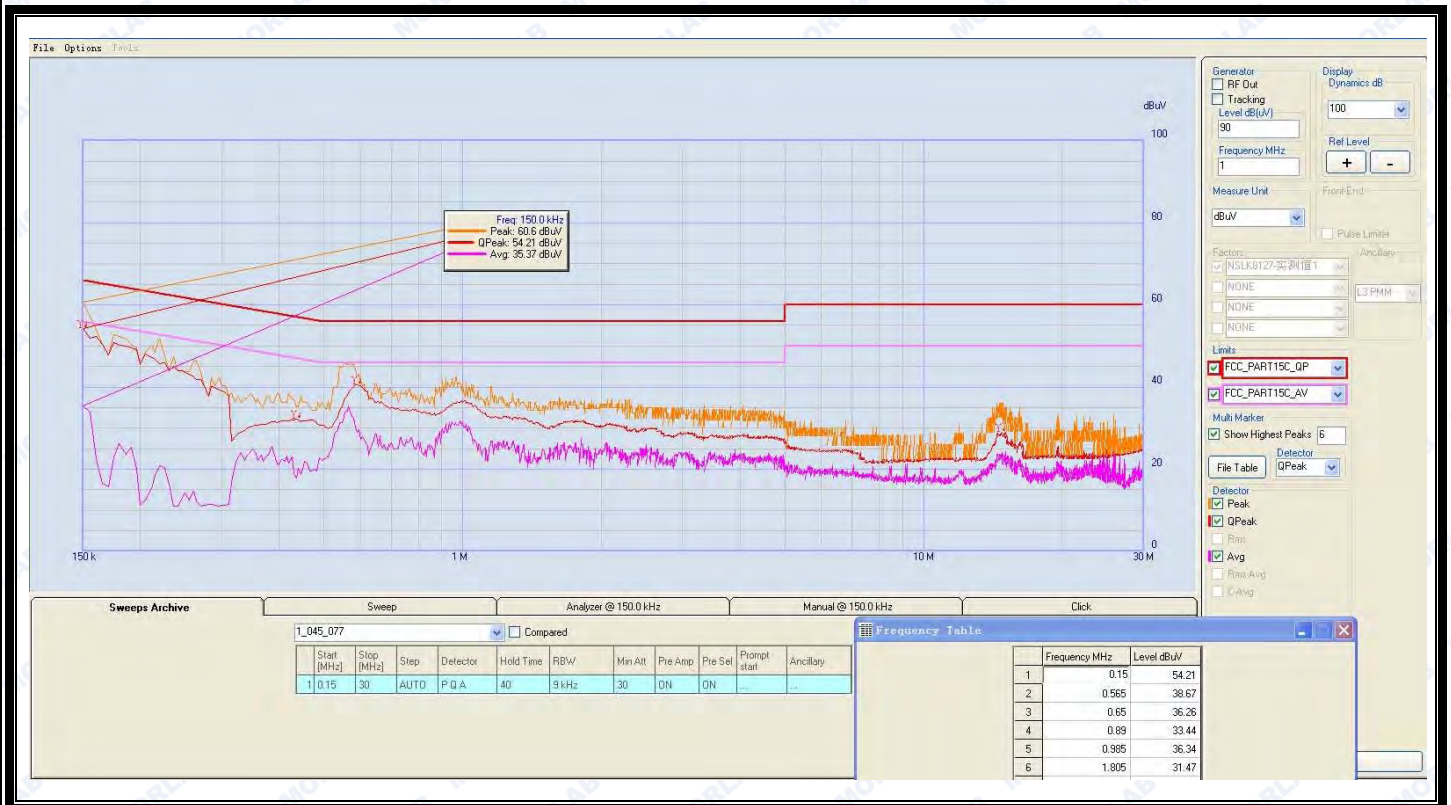 File Options Tools
dBuV
100
80
60
40
20
0
150 k
1 M
10 M
30 M
Freq: 150.0 kHz
Peak: 60.6 dBuV
QPeak: 54.21 dBuV
Avg: 35.37 dBuV
Generator
RF Out
Tracking
Level dB(uV)
90
Frequency MHz
1
Display
Dynamics dB
100
Ref Level
+ -
Measure Unit
dBuV
Front-End
Pulse Limiter
Factors
NSLK8127-实测值1
NONE
NONE
NONE
Ancillary
L3 PMM
Limits
FCC_PART15C_QP
FCC_PART15C_AV
Multi Marker
Show Highest Peaks 6
File Table
Detector
QPeak
Detector
Peak
QPeak
Rms
Avg
Rms-Avg
C-Avg
Sweeps Archive Sweep Analyzer @ 150.0 kHz Manual @ 150.0 kHz Click
1_045_077 Compared
Start [MHz] Stop [MHz] Step Detector Hold Time RBW Min Att Pre Amp Pre Sel Prompt start Ancillary
1 0.15 30 AUTO P Q A 40 9 kHz 30 ON ON ... ...
Frequency Table
Frequency MHz Level dBuV
1 0.15 54.21
2 0.565 38.67
3 0.65 36.26
4 0.89 33.44
5 0.985 36.34
6 1.805 31.47